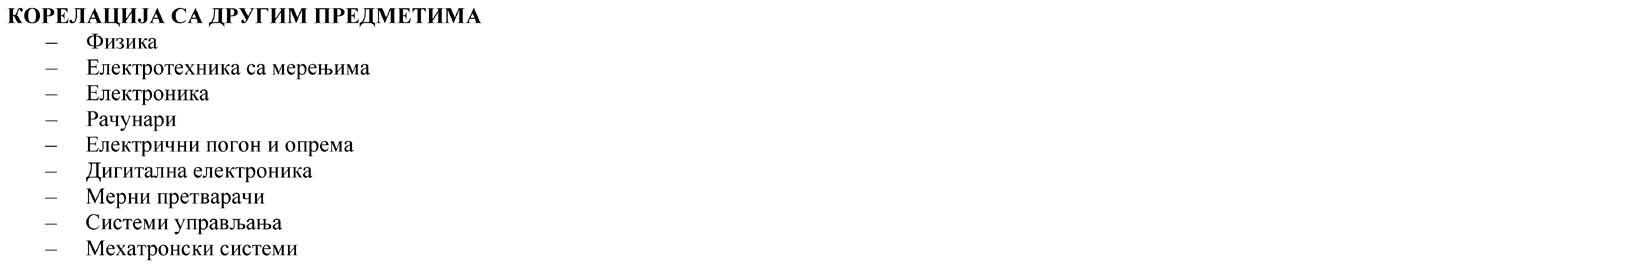 КОРЕЛАЦИЈА СА ДРУГИМ ПРЕДМЕТИМА
– Физика
– Електротехника са мерењима
– Електроника
– Рачунари
– Електрични погон и опрема
– Дигитална електроника
– Мерни претварачи
– Системи управљања
– Мехатронски системи